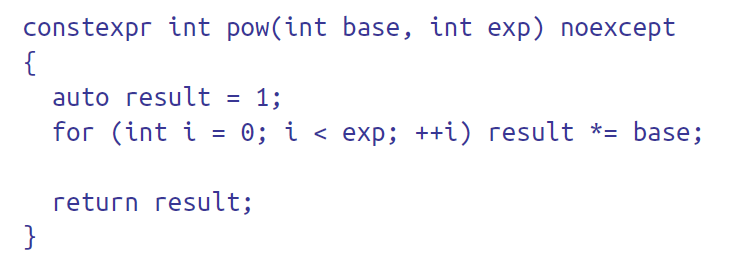 constexpr int pow(int base, int exp) noexcept
{
  auto result = 1;
  for (int i = 0; i < exp; ++i) result *= base;

  return result;
}